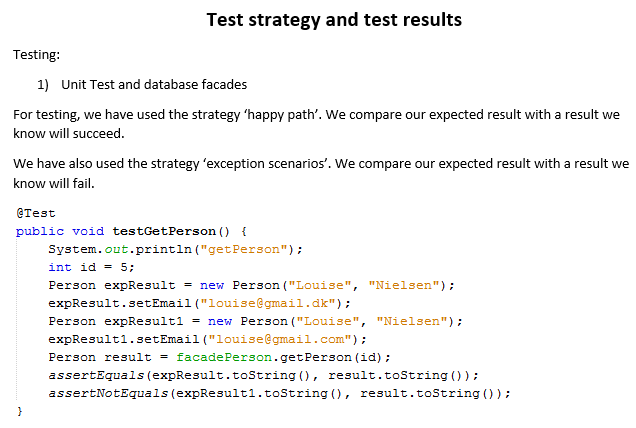 Test strategy and test results
Testing:
1) Unit Test and database facades
For testing, we have used the strategy ‘happy path’. We compare our expected result with a result we
know will succeed.
We have also used the strategy ‘exception scenarios’. We compare our expected result with a result we
know will fail.
@Test
public void testGetPerson() {
    System.out.println("getPerson");
    int id = 5;
    Person expResult = new Person("Louise", "Nielsen");
    expResult.setEmail("louise@gmail.dk");
    Person expResult1 = new Person("Louise", "Nielsen");
    expResult1.setEmail("louise@gmail.com");
    Person result = facadePerson.getPerson(id);
    assertEquals(expResult.toString(), result.toString());
    assertNotEquals(expResult1.toString(), result.toString());
}